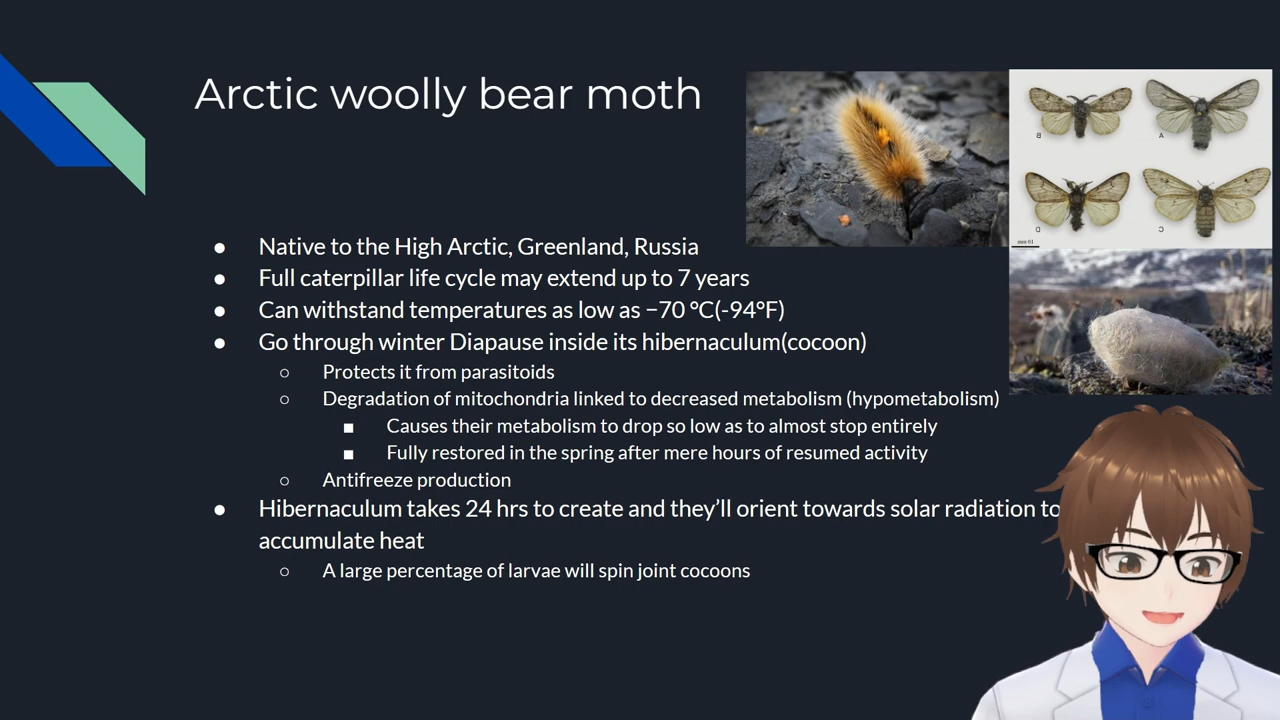 Arctic woolly bear moth
● Native to the High Arctic, Greenland, Russia
● Full caterpillar life cycle may extend up to 7 years
● Can withstand temperatures as low as −70 °C(-94°F)
● Go through winter Diapause inside its hibernaculum(cocoon)
○ Protects it from parasitoids
○ Degradation of mitochondria linked to decreased metabolism (hypometabolism)
■ Causes their metabolism to drop so low as to almost stop entirely
■ Fully restored in the spring after mere hours of resumed activity
○ Antifreeze production
● Hibernaculum takes 24 hrs to create and they’ll orient towards solar radiation to
accumulate heat
○ A large percentage of larvae will spin joint cocoons
B
A
D
C
10 mm